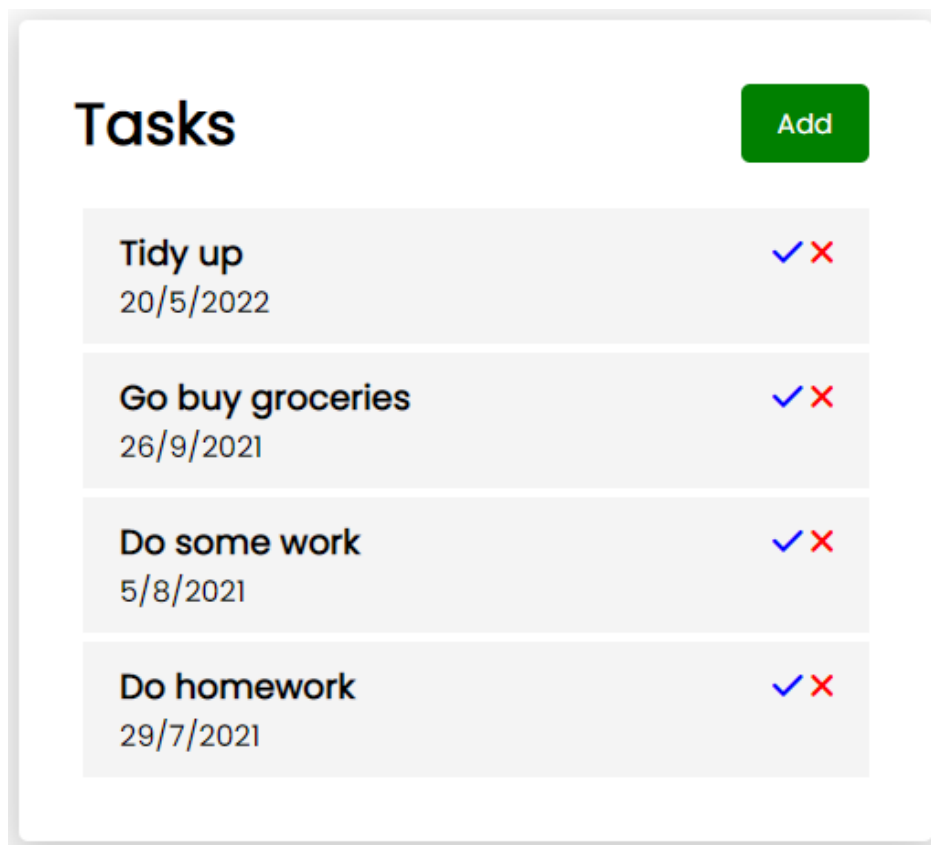 Tasks
Add
Tidy up
20/5/2022
Go buy groceries
26/9/2021
Do some work
5/8/2021
Do homework
29/7/2021